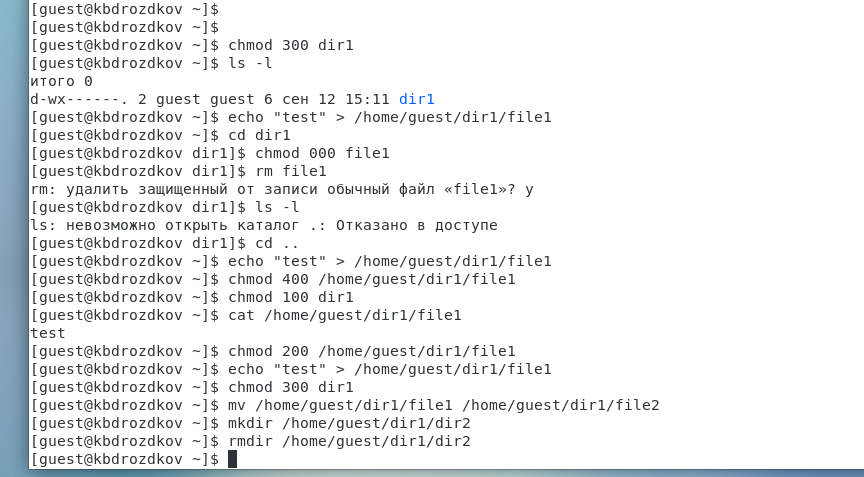 [guest@kbdrozdkov ~]$
[guest@kbdrozdkov ~]$
[guest@kbdrozdkov ~]$ chmod 300 dir1
[guest@kbdrozdkov ~]$ ls -l
итого 0
d-wx------. 2 guest guest 6 сен 12 15:11 dir1
[guest@kbdrozdkov ~]$ echo "test" > /home/guest/dir1/file1
[guest@kbdrozdkov ~]$ cd dir1
[guest@kbdrozdkov dir1]$ chmod 000 file1
[guest@kbdrozdkov dir1]$ rm file1
rm: удалить защищенный от записи обычный файл «file1»? y
[guest@kbdrozdkov dir1]$ ls -l
ls: невозможно открыть каталог .: Отказано в доступе
[guest@kbdrozdkov dir1]$ cd ..
[guest@kbdrozdkov ~]$ echo "test" > /home/guest/dir1/file1
[guest@kbdrozdkov ~]$ chmod 400 /home/guest/dir1/file1
[guest@kbdrozdkov ~]$ chmod 100 dir1
[guest@kbdrozdkov ~]$ cat /home/guest/dir1/file1
test
[guest@kbdrozdkov ~]$ chmod 200 /home/guest/dir1/file1
[guest@kbdrozdkov ~]$ echo "test" > /home/guest/dir1/file1
[guest@kbdrozdkov ~]$ chmod 300 dir1
[guest@kbdrozdkov ~]$ mv /home/guest/dir1/file1 /home/guest/dir1/file2
[guest@kbdrozdkov ~]$ mkdir /home/guest/dir1/dir2
[guest@kbdrozdkov ~]$ rmdir /home/guest/dir1/dir2
[guest@kbdrozdkov ~]$